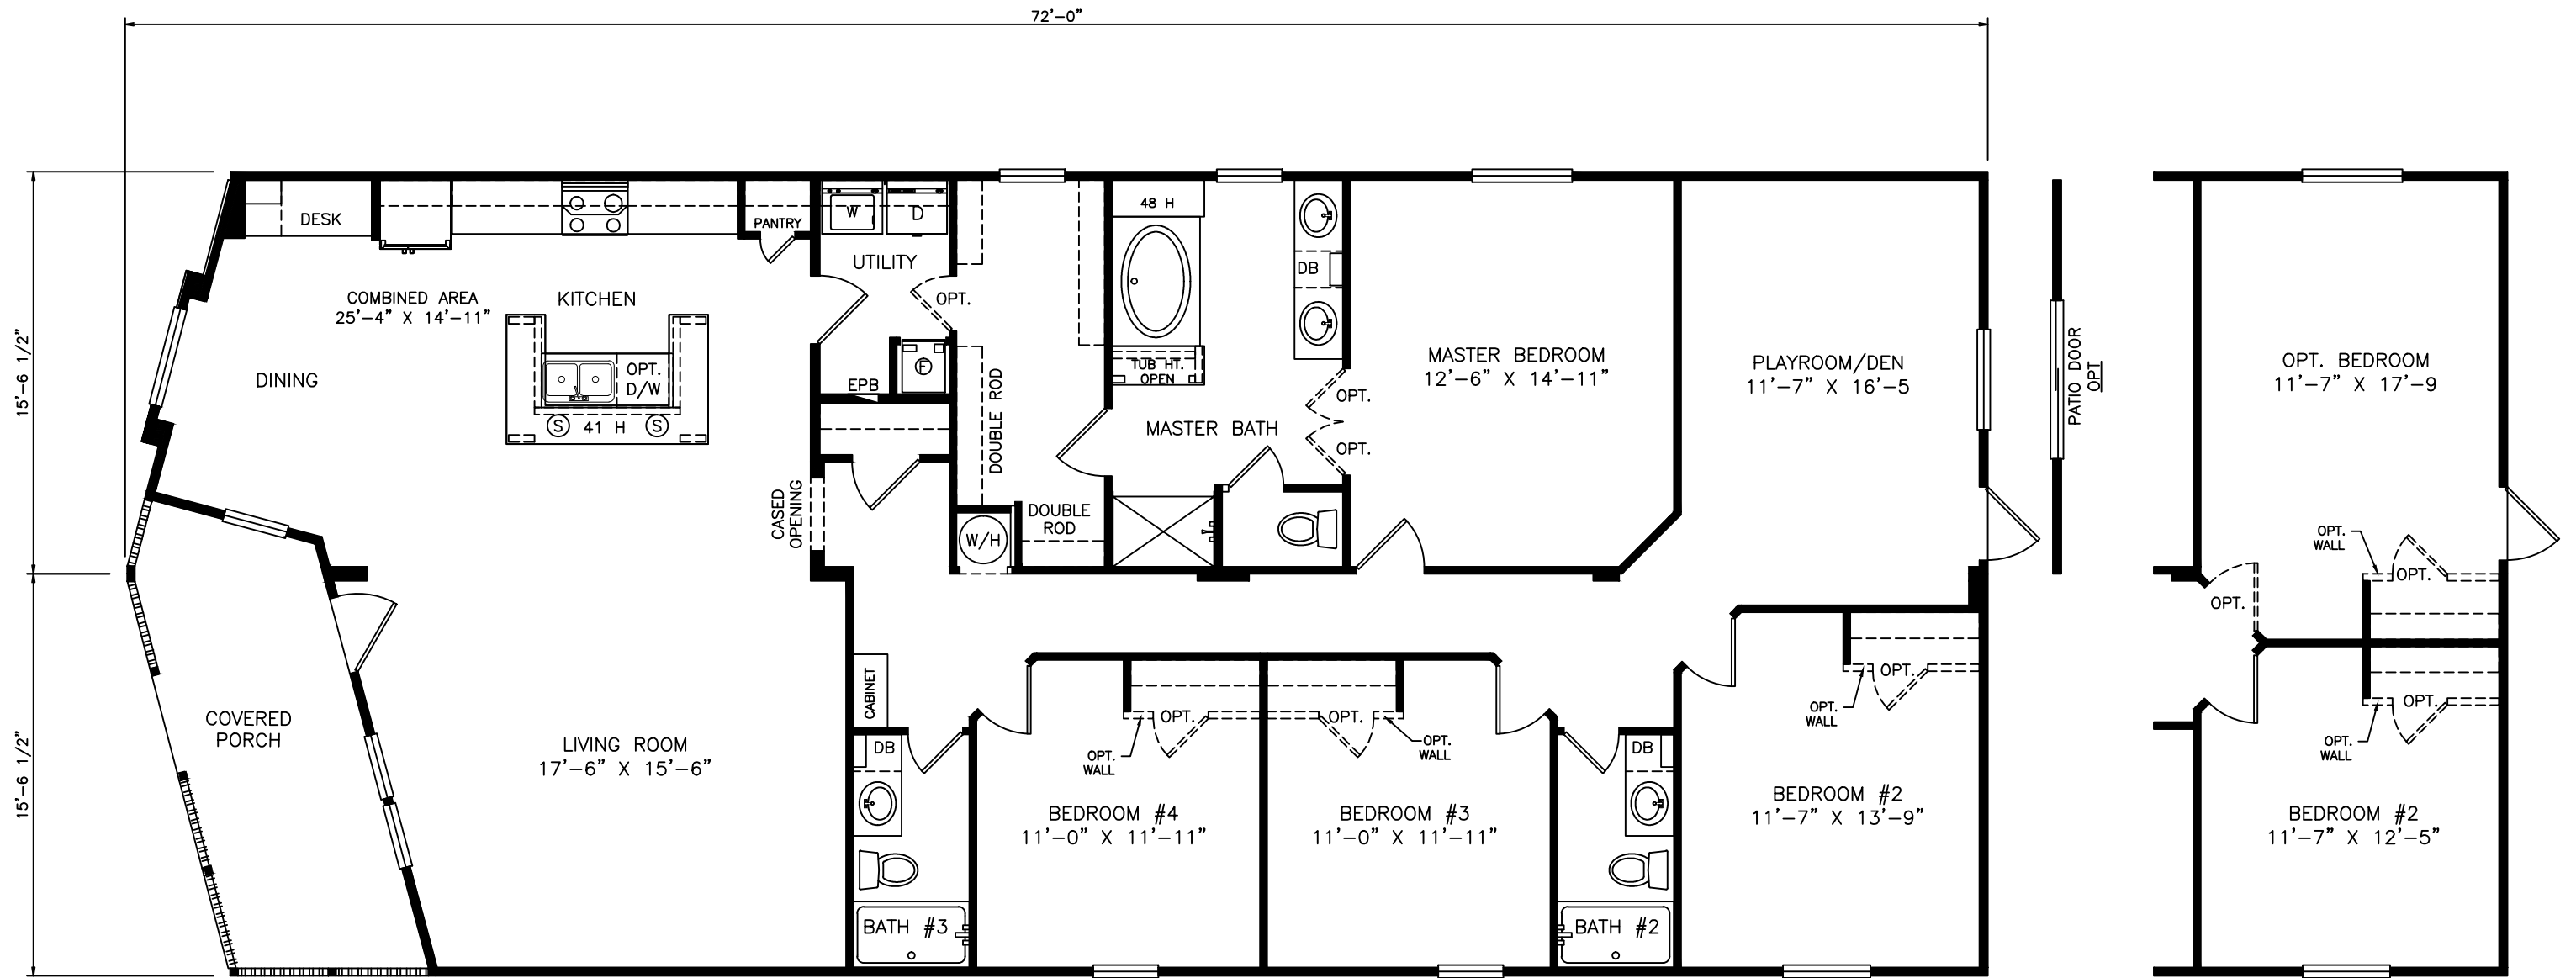 72'-0"
15'-6 1/2"
15'-6 1/2"
DESK
PANTRY
W
D
UTILITY
OPT.
COMBINED AREA
25'-4" X 14'-11"
KITCHEN
DINING
OPT.
D/W
S
41 H
S
EPB
F
DOUBLE ROD
CASED
OPENING
W/H
DOUBLE
ROD
48 H
TUB HT.
OPEN
DB
MASTER BATH
OPT.
OPT.
MASTER BEDROOM
12'-6" X 14'-11"
PLAYROOM/DEN
11'-7" X 16'-5
PATIO DOOR
OPT
OPT. BEDROOM
11'-7" X 17'-9
OPT.
WALL
OPT.
OPT.
OPT.
OPT.
WALL
BEDROOM #2
11'-7" X 12'-5"
COVERED
PORCH
LIVING ROOM
17'-6" X 15'-6"
CABINET
DB
BATH #3
OPT.
OPT.
WALL
BEDROOM #4
11'-0" X 11'-11"
OPT.
OPT.
WALL
BEDROOM #3
11'-0" X 11'-11"
DB
BATH #2
OPT.
OPT.
WALL
BEDROOM #2
11'-7" X 13'-9"